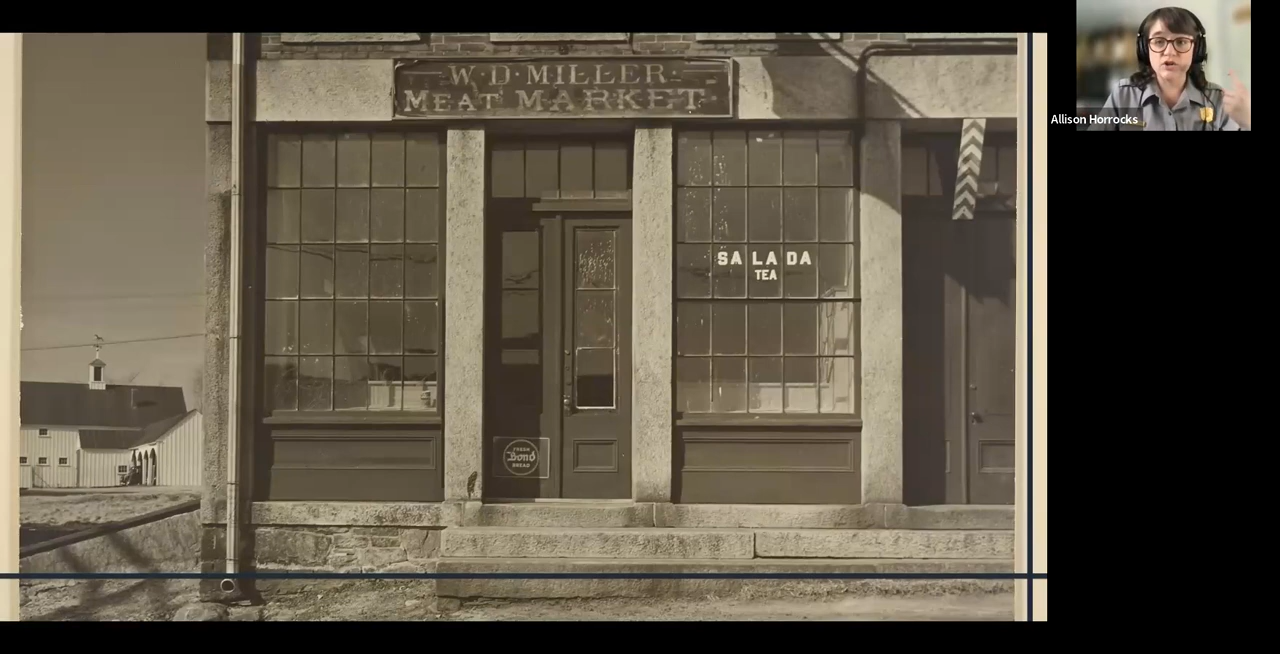 W·D·MILLER·
MEAT MARKET·
SALADA
TEA
FRESH
Bond
BREAD
Allison Horrocks